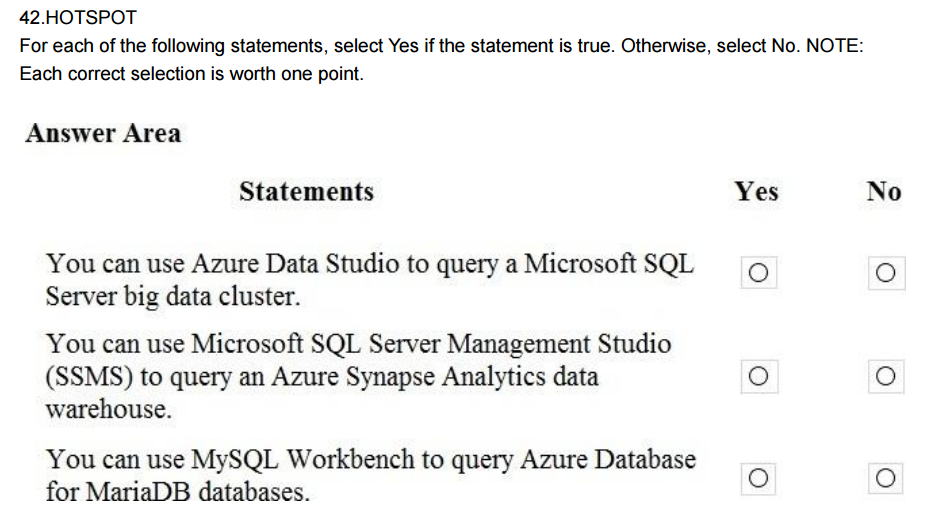 42.HOTSPOT
For each of the following statements, select Yes if the statement is true. Otherwise, select No. NOTE:
Each correct selection is worth one point.
Answer Area
Statements Yes No
You can use Azure Data Studio to query a Microsoft SQL
Server big data cluster.
You can use Microsoft SQL Server Management Studio
(SSMS) to query an Azure Synapse Analytics data
warehouse.
You can use MySQL Workbench to query Azure Database
for MariaDB databases.